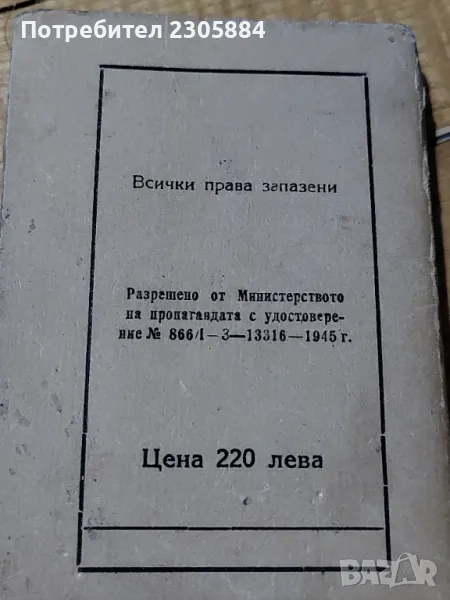 Потребител 2305884
Всички права запазени
Разрешено от Министерството
на пропагандата с удостовере-
ние № 866/I—3—13316—1945 г.
Цена 220 лева
BAZAR